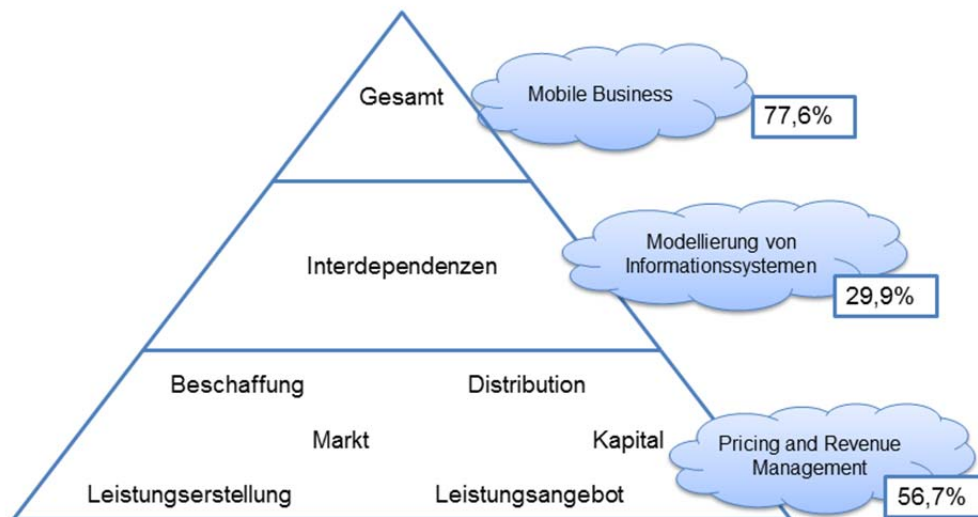 Gesamt
Mobile Business
77,6%
Interdependenzen
Modellierung von
Informationssystemen
29,9%
Beschaffung
Distribution
Markt
Kapital
Pricing and Revenue
Management
Leistungserstellung
Leistungsangebot
56,7%